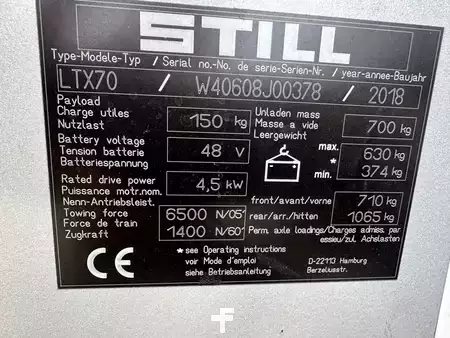 STILL
Type-Modele-Typ / Serial no.-No. de serie-Serien-Nr. / year-annee-Baujahr
LTX70 / W40608J00378 / 2018
Payload
Charge utiles
Nutzlast
150 kg
Unladen mass
Masse a vide
Leergewicht
700 kg
Battery voltage
Tension batterie
Batteriespannung
48 V
max. 630 kg
*
min. 374 kg
Rated drive power
Puissance motr.nom.
Nenn-Antriebsleist.
4,5 kW
front/avant/vorne 710 kg
rear/arr./hitten 1065 kg
Towing force
Force de train
Zugkraft
6500 N/05'
1400 N/60'
Perm. axle loadings/Charges admiss. par
essieu/zul. Achslasten
CE
* see Operating instructions
voir Mode d'emploi
siehe Betriebsanleitung
D-22113 Hamburg
Berzeliusstr.